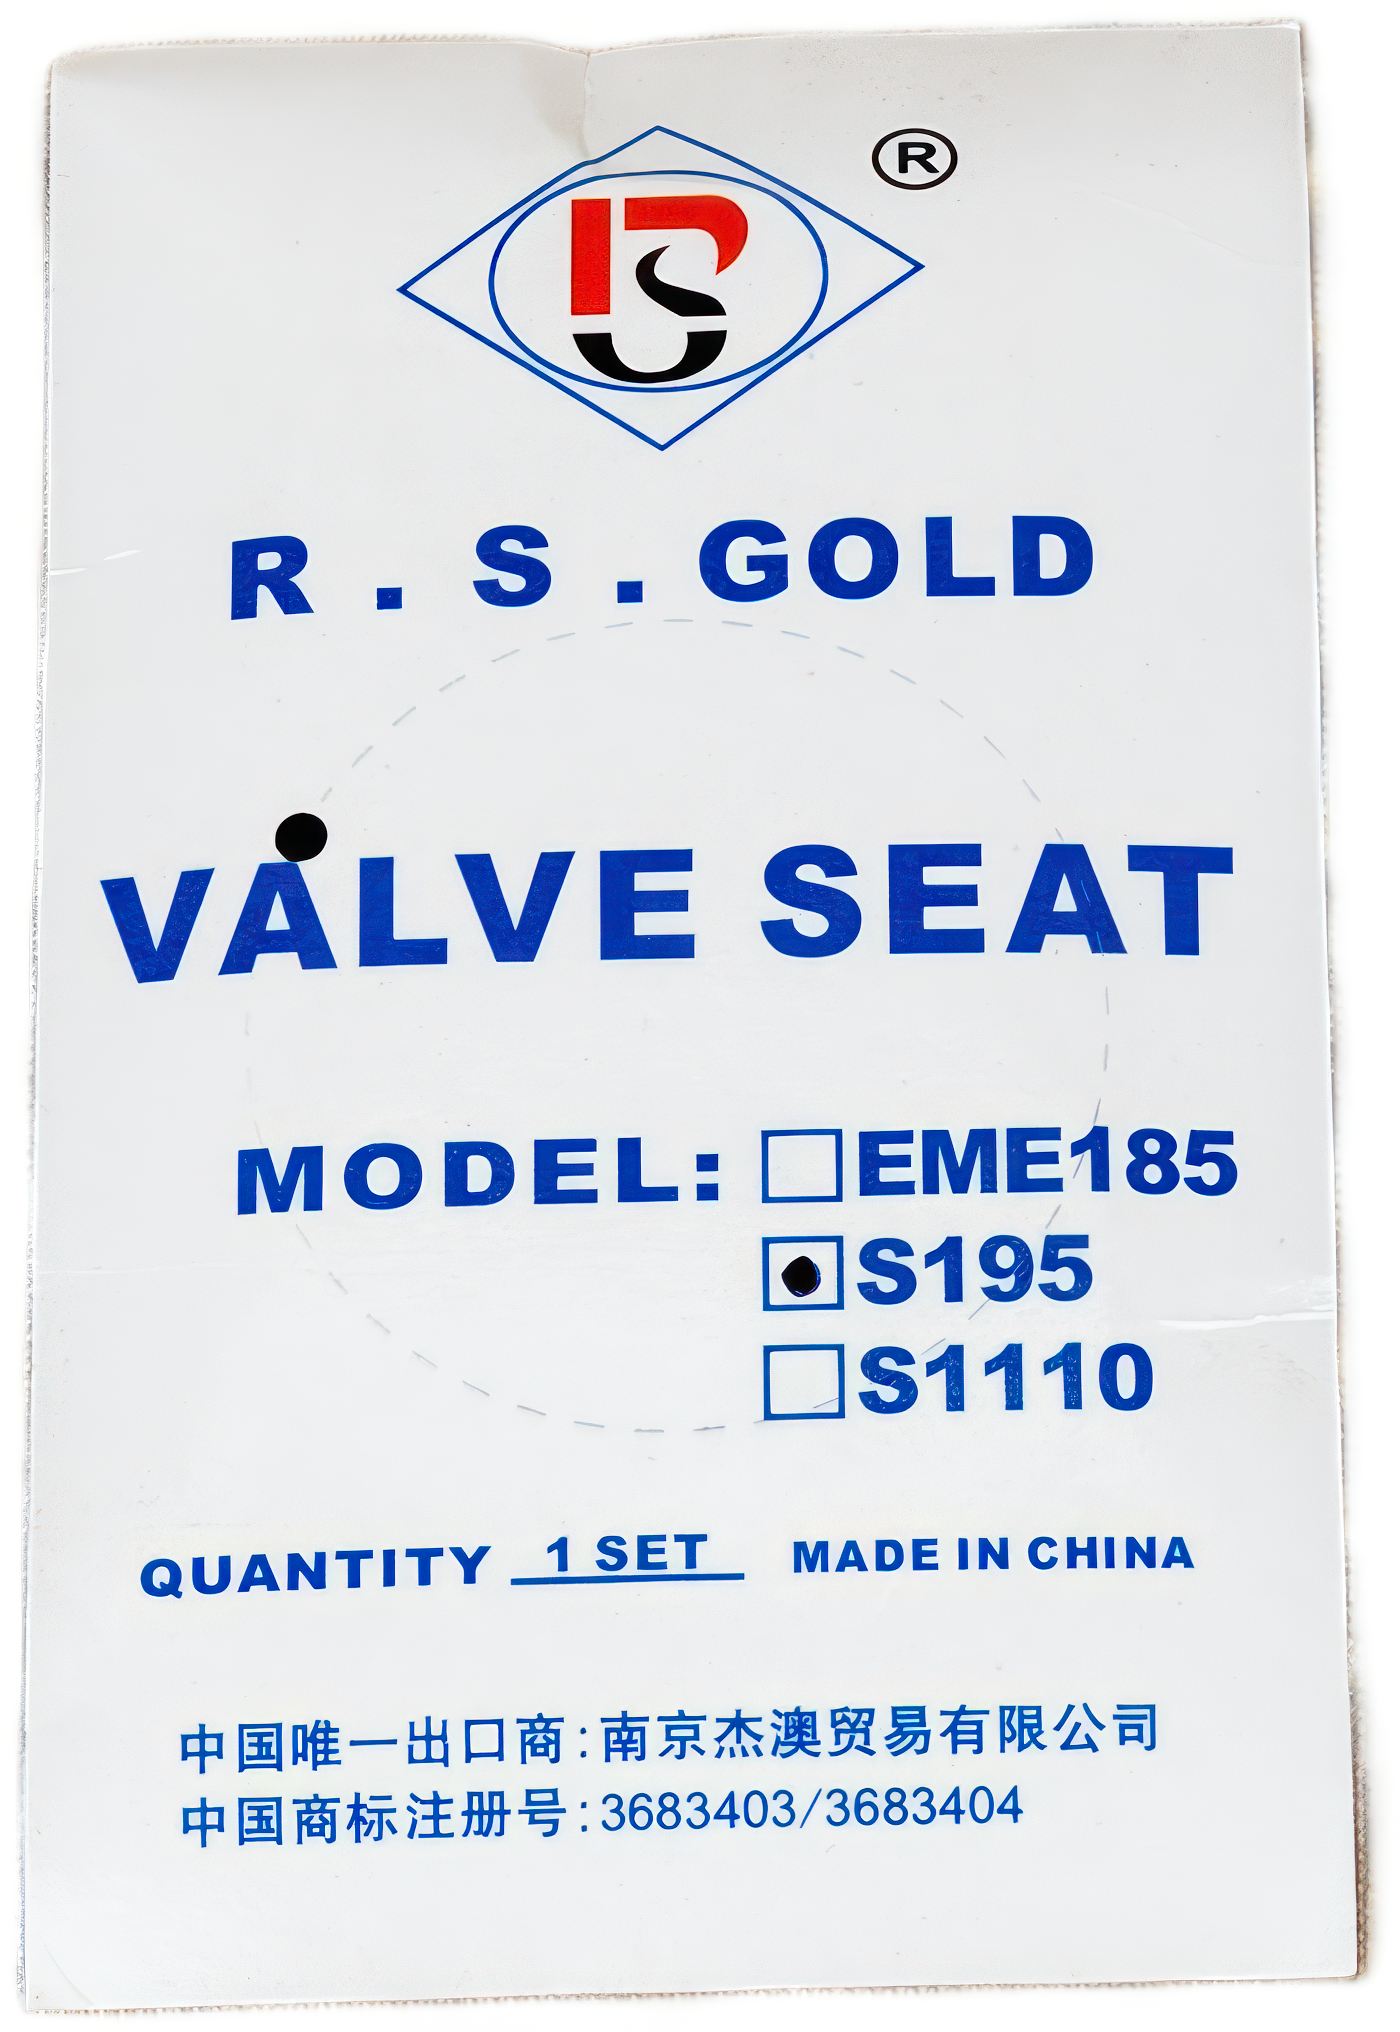 RS ®
R.S.GOLD
VALVE SEAT
MODEL: EME185
S195
S1110
QUANTITY 1 SET MADE IN CHINA
中国唯一出口商:南京杰澳贸易有限公司
中国商标注册号:3683403/3683404